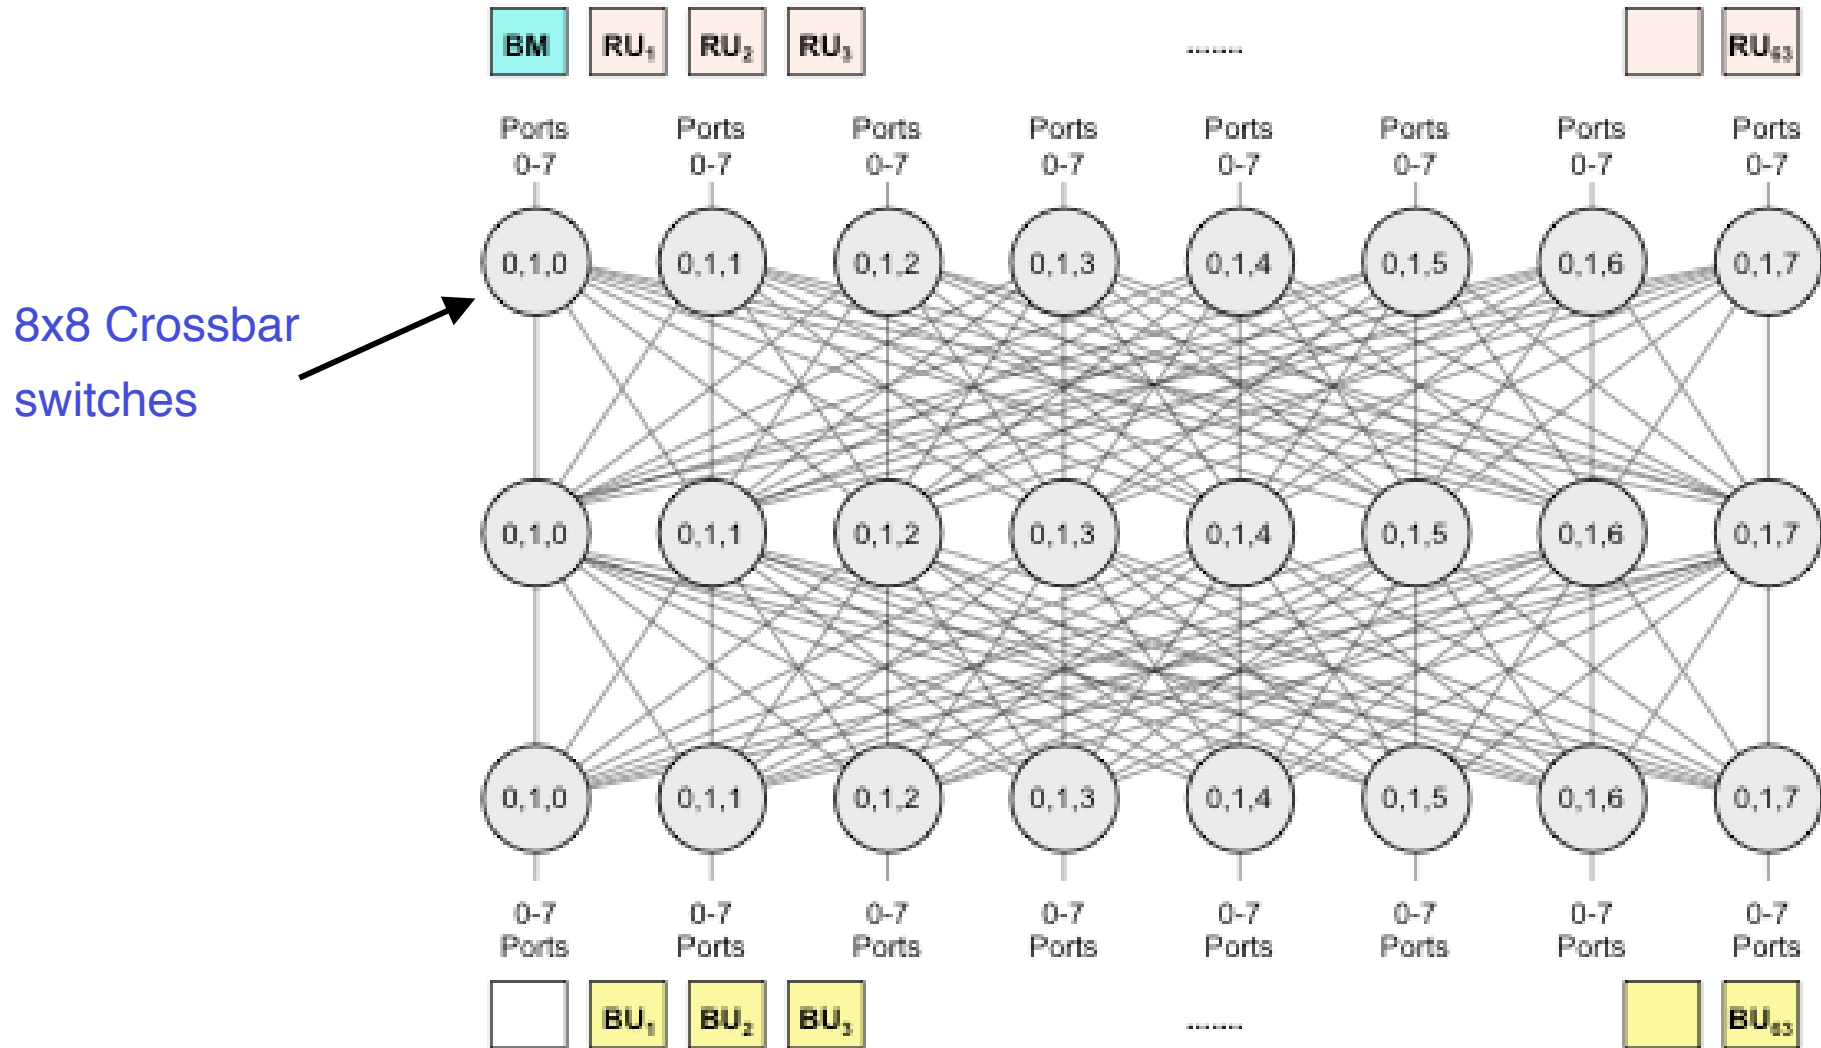 BM RU₁ RU₂ RU₃ ....... RU₆₃
Ports Ports Ports Ports Ports Ports Ports Ports
0-7 0-7 0-7 0-7 0-7 0-7 0-7 0-7
0,1,0 0,1,1 0,1,2 0,1,3 0,1,4 0,1,5 0,1,6 0,1,7
8x8 Crossbar
switches
0,1,0 0,1,1 0,1,2 0,1,3 0,1,4 0,1,5 0,1,6 0,1,7
0,1,0 0,1,1 0,1,2 0,1,3 0,1,4 0,1,5 0,1,6 0,1,7
0-7 0-7 0-7 0-7 0-7 0-7 0-7 0-7
Ports Ports Ports Ports Ports Ports Ports Ports
BU₁ BU₂ BU₃ ....... BU₆₃